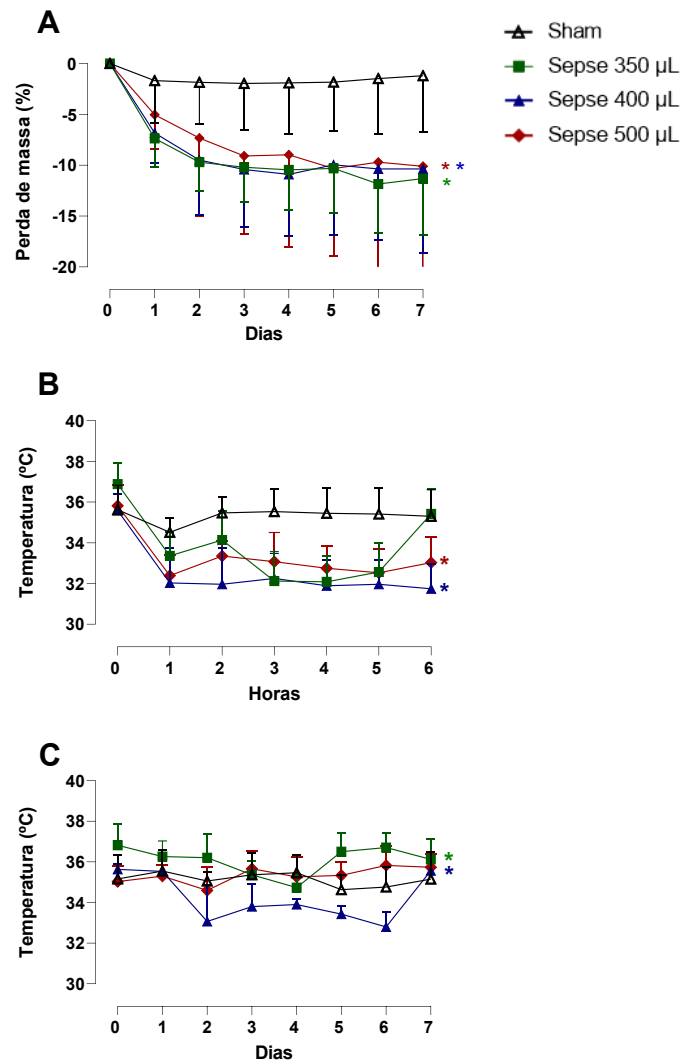 A
Sham
Sepse 350 µL
Sepse 400 µL
Sepse 500 µL
Perda de massa (%)
0
-5
-10
-15
-20
* *
*
0 1 2 3 4 5 6 7
Dias
B
Temperatura (ºC)
40
38
36
34
32
30
*
*
0 1 2 3 4 5 6
Horas
C
Temperatura (ºC)
40
38
36
34
32
30
*
*
0 1 2 3 4 5 6 7
Dias